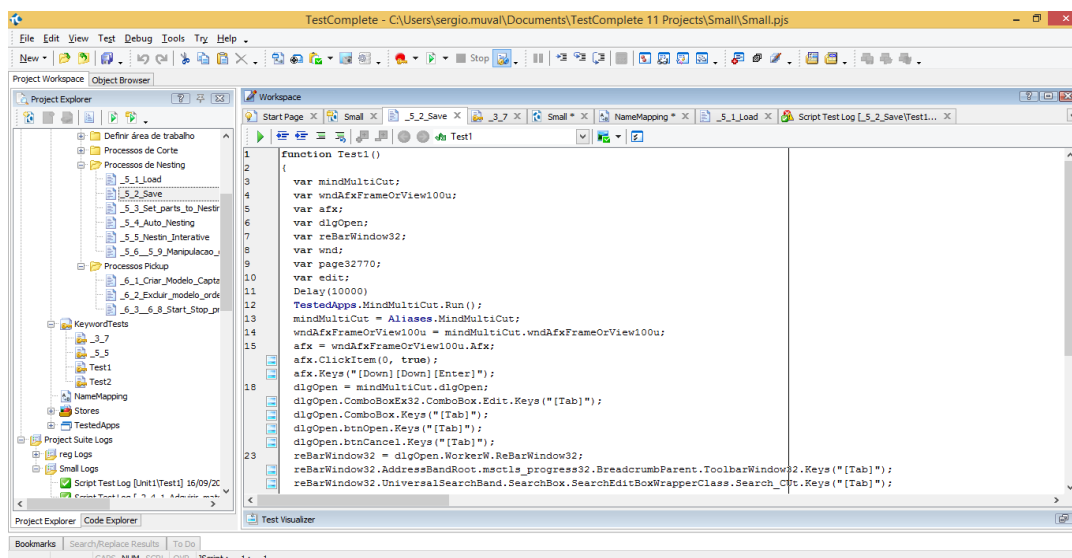 TestComplete - C:\Users\sergio.muval\Documents\TestComplete 11 Projects\Small\Small.pjs
File Edit View Test Debug Tools Try Help
New Stop
Project Workspace Object Browser
Project Explorer
Definir área de trabalho
Processos de Corte
Processos de Nesting
_5_1_Load
_5_2_Save
_5_3_Set_parts_to_Nestir
_5_4_Auto_Nesting
_5_5_Nestin_Interative
_5_6__5_9_Manipulacao_
Processos Pickup
_6_1_Criar_Modelo_Capta
_6_2_Excluir_modelo_orde
_6_3__6_8_Start_Stop_pr
KeywordTests
_3_7
_5_5
Test1
Test2
NameMapping
Stores
TestedApps
Project Suite Logs
reg Logs
Small Logs
Script Test Log [Unit1\Test1] 16/09/20
Project Explorer Code Explorer
Workspace
Start Page Small _5_2_Save _3_7 Small * NameMapping * _5_1_Load Script Test Log [_5_2_Save\Test1...
Test1
1 function Test1()
2 {
3 var mindMultiCut;
4 var wndAfxFrameOrView100u;
5 var afx;
6 var dlgOpen;
7 var reBarWindow32;
8 var wnd;
9 var page32770;
10 var edit;
11 Delay(10000)
12 TestedApps.MindMultiCut.Run();
13 mindMultiCut = Aliases.MindMultiCut;
14 wndAfxFrameOrView100u = mindMultiCut.wndAfxFrameOrView100u;
15 afx = wndAfxFrameOrView100u.Afx;
afx.ClickItem(0, true);
afx.Keys("[Down][Down][Enter]");
18 dlgOpen = mindMultiCut.dlgOpen;
dlgOpen.ComboBoxEx32.ComboBox.Edit.Keys("[Tab]");
dlgOpen.ComboBox.Keys("[Tab]");
dlgOpen.btnOpen.Keys("[Tab]");
dlgOpen.btnCancel.Keys("[Tab]");
23 reBarWindow32 = dlgOpen.WorkerW.ReBarWindow32;
reBarWindow32.AddressBandRoot.msctls_progress32.BreadcrumbParent.ToolbarWindow32.Keys("[Tab]");
reBarWindow32.UniversalSearchBand.SearchBox.SearchEditBoxWrapperClass.Search_CUt.Keys("[Tab]");
Test Visualizer
Bookmarks Search/Replace Results To Do